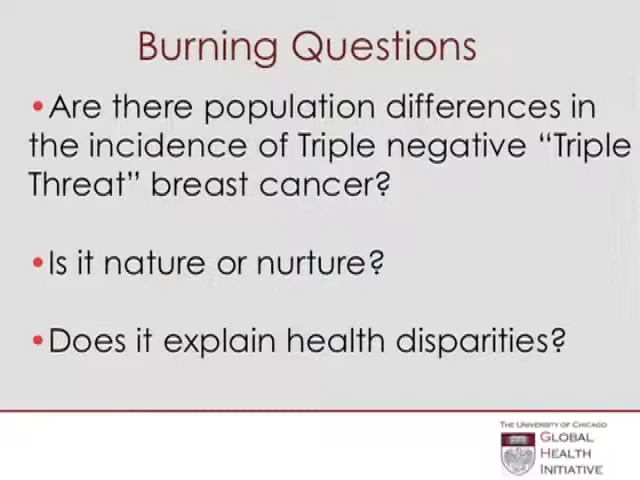 Burning Questions
•Are there population differences in
the incidence of Triple negative “Triple
Threat” breast cancer?
•Is it nature or nurture?
•Does it explain health disparities?
THE UNIVERSITY OF CHICAGO
GLOBAL
HEALTH
INITIATIVE